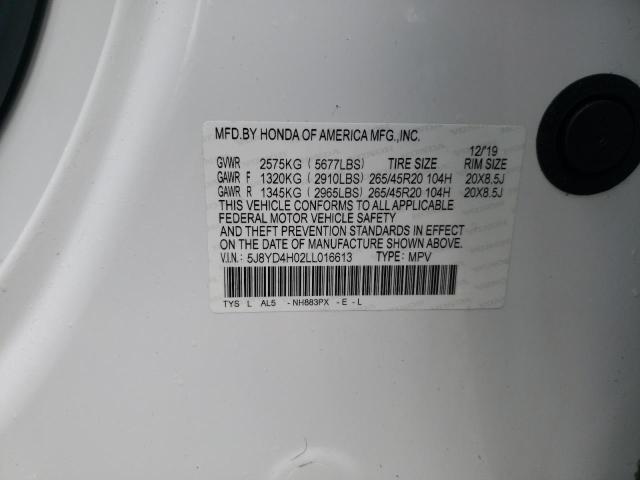 MFD.BY HONDA OF AMERICA MFG.,INC.
12/'19
GVWR 2575KG ( 5677LBS) TIRE SIZE RIM SIZE
GAWR F 1320KG ( 2910LBS) 265/45R20 104H 20X8.5J
GAWR R 1345KG ( 2965LBS) 265/45R20 104H 20X8.5J
THIS VEHICLE CONFORMS TO ALL APPLICABLE
FEDERAL MOTOR VEHICLE SAFETY
AND THEFT PREVENTION STANDARDS IN EFFECT
ON THE DATE OF MANUFACTURE SHOWN ABOVE.
V.I.N.: 5J8YD4H02LL016613 TYPE: MPV
TYS L AL5 -NH883PX -E-L